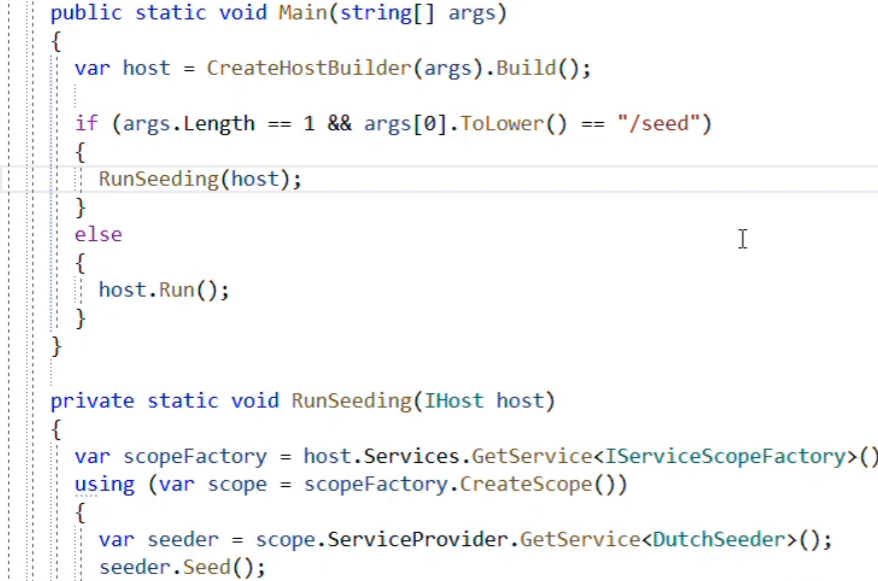 public static void Main(string[] args)
{
var host = CreateHostBuilder(args).Build();
if (args.Length == 1 && args[0].ToLower() == "/seed")
{
RunSeeding(host);
}
else
{
host.Run();
}
}
private static void RunSeeding(IHost host)
{
var scopeFactory = host.Services.GetService<IServiceScopeFactory>()
using (var scope = scopeFactory.CreateScope())
{
var seeder = scope.ServiceProvider.GetService<DutchSeeder>();
seeder.Seed();